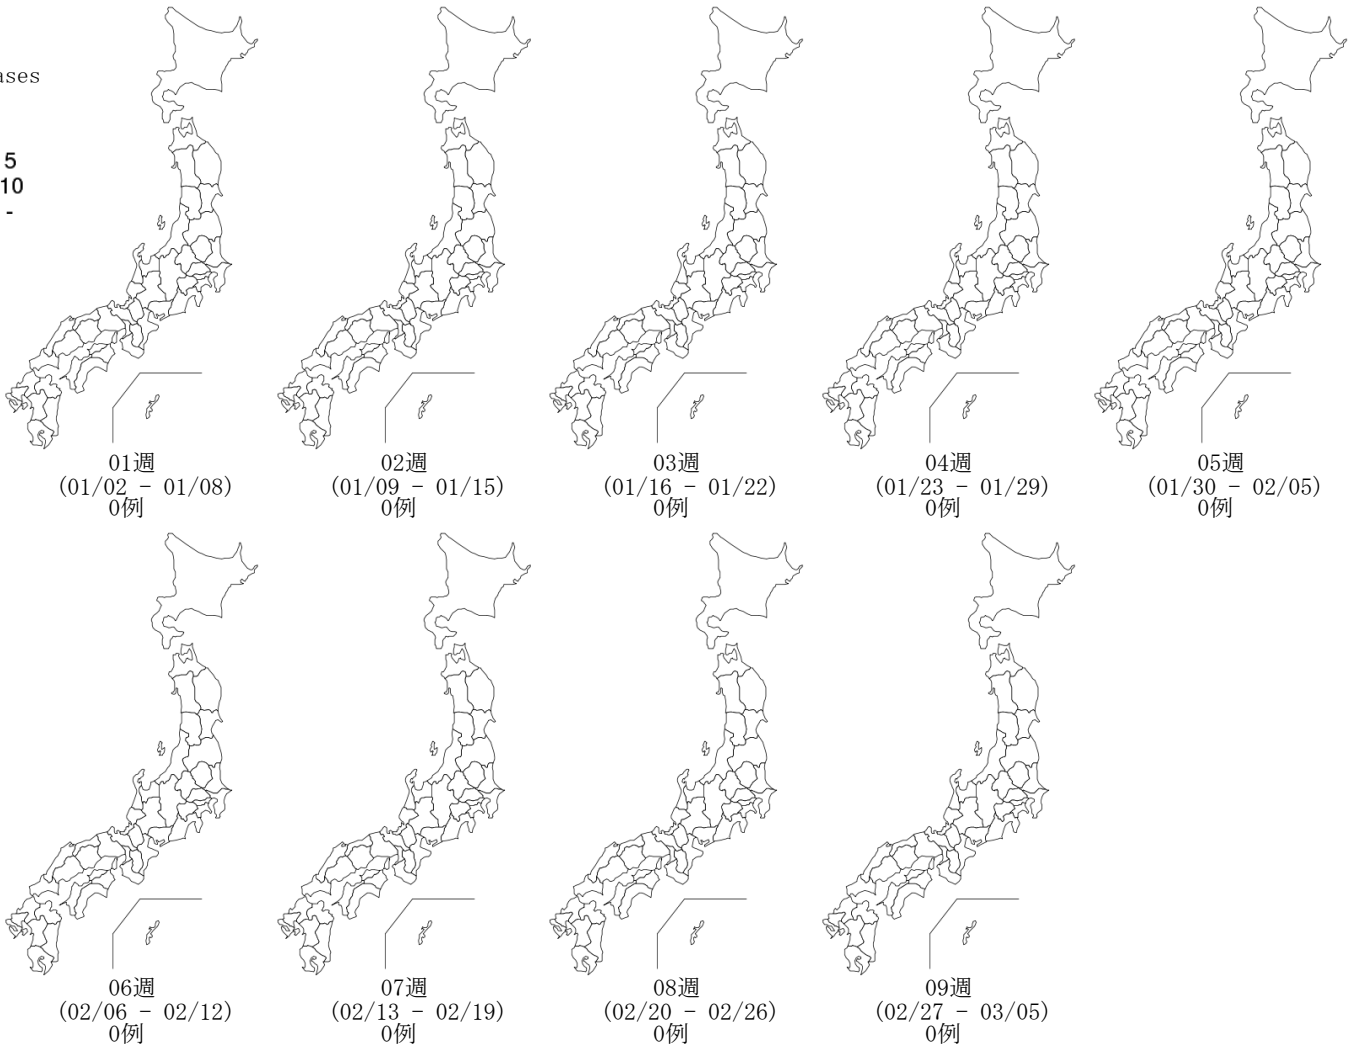 ases
5
10
-
01週
(01/02 - 01/08)
0例
02週
(01/09 - 01/15)
0例
03週
(01/16 - 01/22)
0例
04週
(01/23 - 01/29)
0例
05週
(01/30 - 02/05)
0例
06週
(02/06 - 02/12)
0例
07週
(02/13 - 02/19)
0例
08週
(02/20 - 02/26)
0例
09週
(02/27 - 03/05)
0例